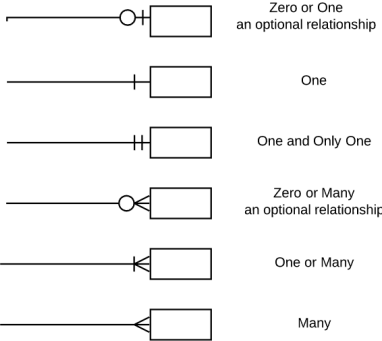 Zero or One
an optional relationship
One
One and Only One
Zero or Many
an optional relationship
One or Many
Many